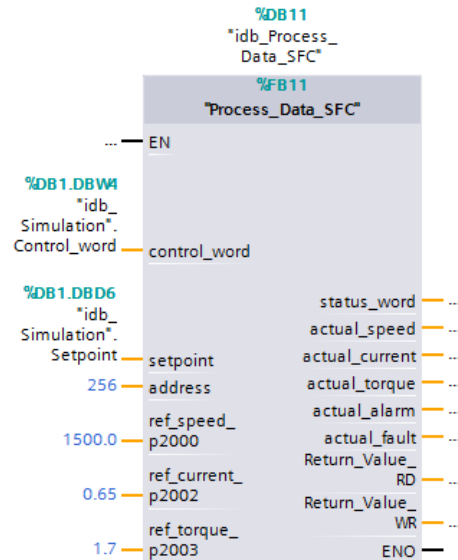 %DB11
"idb_Process_
Data_SFC"
%FB11
"Process_Data_SFC"
... EN
%DB1.DBW4
"idb_
Simulation".
Control_word
control_word
%DB1.DBD6
"idb_
Simulation".
Setpoint
setpoint
256 address
ref_speed_
1500.0 p2000
ref_current_
0.65 p2002
ref_torque_
1.7 p2003
status_word ...
actual_speed ...
actual_current ...
actual_torque ...
actual_alarm ...
actual_fault ...
Return_Value_
RD ...
Return_Value_
WR ...
ENO